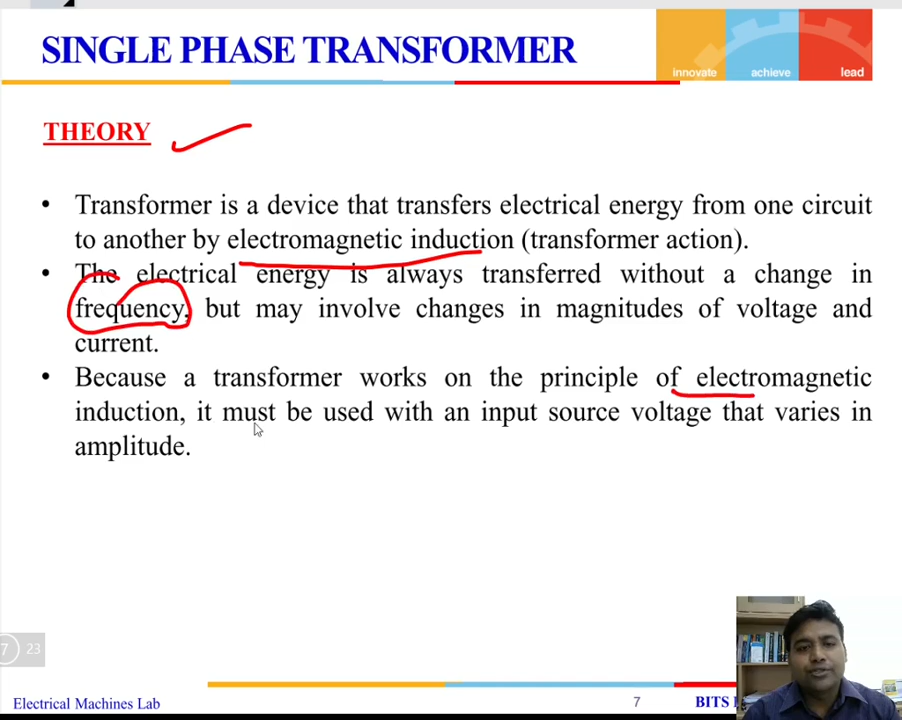 SINGLE PHASE TRANSFORMER
innovate achieve lead
THEORY
• Transformer is a device that transfers electrical energy from one circuit
to another by electromagnetic induction (transformer action).
• The electrical energy is always transferred without a change in
frequency, but may involve changes in magnitudes of voltage and
current.
• Because a transformer works on the principle of electromagnetic
induction, it must be used with an input source voltage that varies in
amplitude.
7 23
Electrical Machines Lab
7
BITS